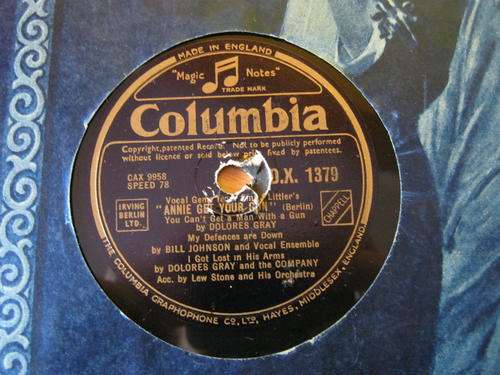 MADE IN ENGLAND
"Magic Notes"
TRADE MARK
Columbia
Copyright, patented Record. Not to be publicly performed
without licence or sold below price fixed by patentees.
CAX 9958
SPEED 78
D.X. 1379
IRVING
BERLIN
LTD.
CHAPPELL
Vocal Gems Littler's
"ANNIE GET YOUR GUN" (Berlin)
You Can't Get a Man With a Gun
by DOLORES GRAY
My Defences are Down
by BILL JOHNSON and Vocal Ensemble
I Got Lost in His Arms
by DOLORES GRAY and the COMPANY
Acc. by Lew Stone and His Orchestra
THE COLUMBIA GRAPHOPHONE CO., LTD., HAYES, MIDDLESEX, ENGLAND.